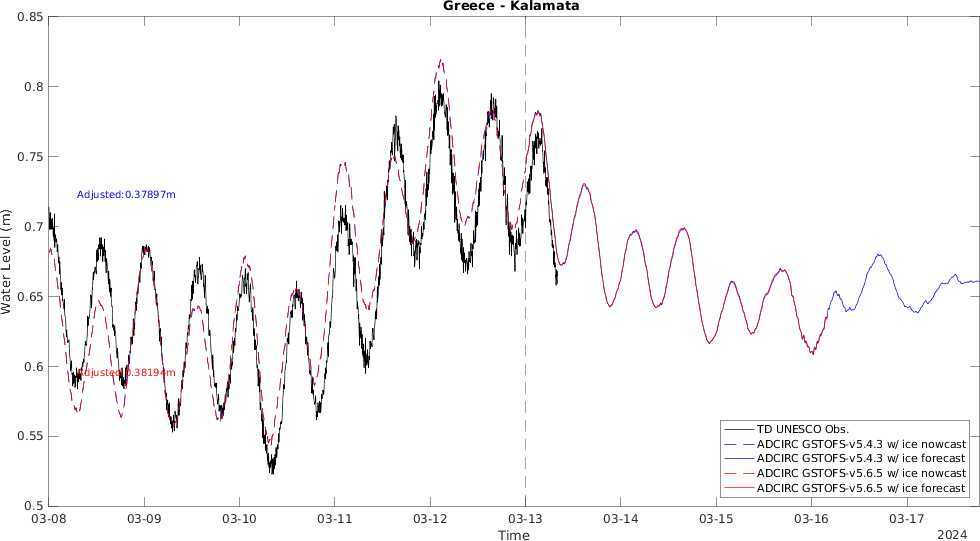 Greece - Kalamata
0.85
0.8
0.75
0.7
0.65
0.6
0.55
0.5
Water Level (m)
Adjusted:0.37897m
Adjusted:0.38194m
TD UNESCO Obs.
ADCIRC GSTOFS-v5.4.3 w/ ice nowcast
ADCIRC GSTOFS-v5.4.3 w/ ice forecast
ADCIRC GSTOFS-v5.6.5 w/ ice nowcast
ADCIRC GSTOFS-v5.6.5 w/ ice forecast
03-08 03-09 03-10 03-11 03-12 03-13 03-14 03-15 03-16 03-17
Time
2024